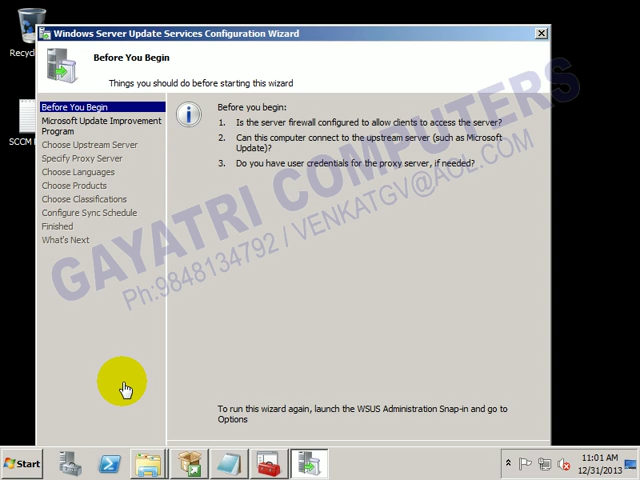 Recyc
Windows Server Update Services Configuration Wizard
Before You Begin
Things you should do before starting this wizard
SCCM
Before You Begin
Microsoft Update Improvement
Program
Choose Upstream Server
Specify Proxy Server
Choose Languages
Choose Products
Choose Classifications
Configure Sync Schedule
Finished
What's Next
Before you begin:
1. Is the server firewall configured to allow clients to access the server?
2. Can this computer connect to the upstream server (such as Microsoft
Update)?
3. Do you have user credentials for the proxy server, if needed?
GAYATRI COMPUTERS
Ph:9848134792 / VENKATGV@AOL.COM
To run this wizard again, launch the WSUS Administration Snap-in and go to
Options
Start
11:01 AM
12/31/2013